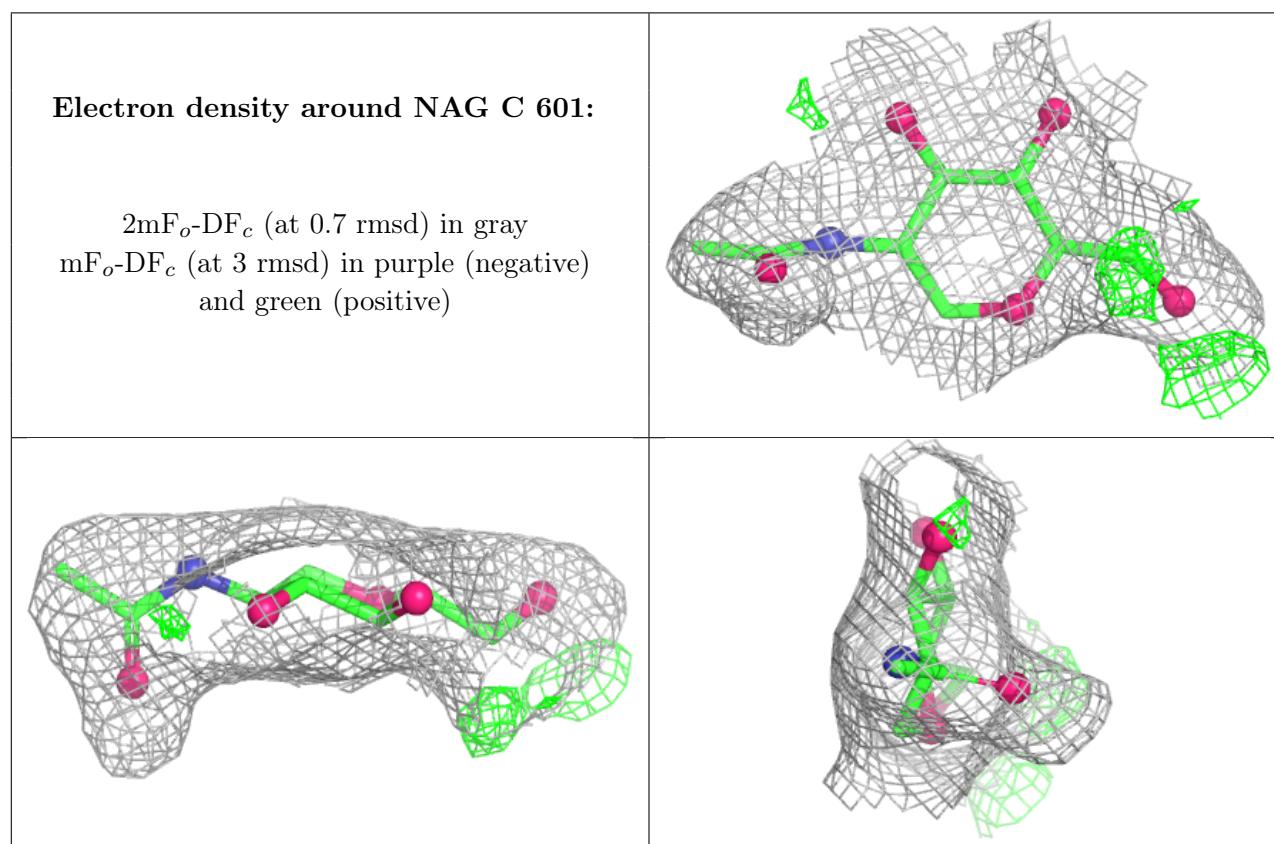 Electron density around NAG C 601:
2mFo-DFc (at 0.7 rmsd) in gray
mFo-DFc (at 3 rmsd) in purple (negative)
and green (positive)